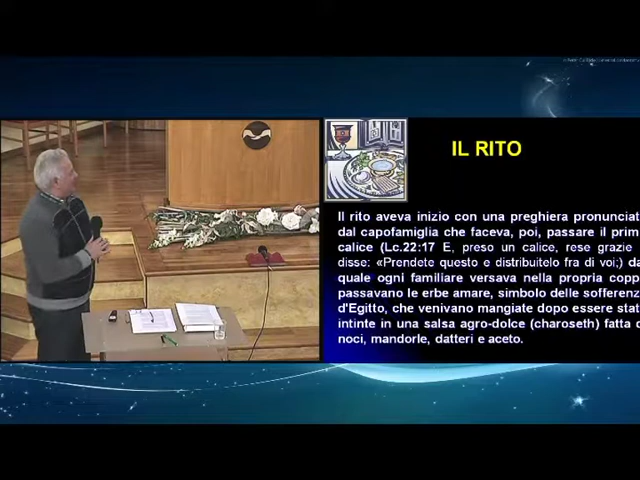 IL RITO
Il rito aveva inizio con una preghiera pronunciat
dal capofamiglia che faceva, poi, passare il prim
calice (Lc.22:17 E, preso un calice, rese grazie
disse: «Prendete questo e distribuitelo fra di voi;) da
quale ogni familiare versava nella propria copp
passavano le erbe amare, simbolo delle sofferenz
d'Egitto, che venivano mangiate dopo essere stat
intinte in una salsa agro-dolce (charoseth) fatta d
noci, mandorle, datteri e aceto.